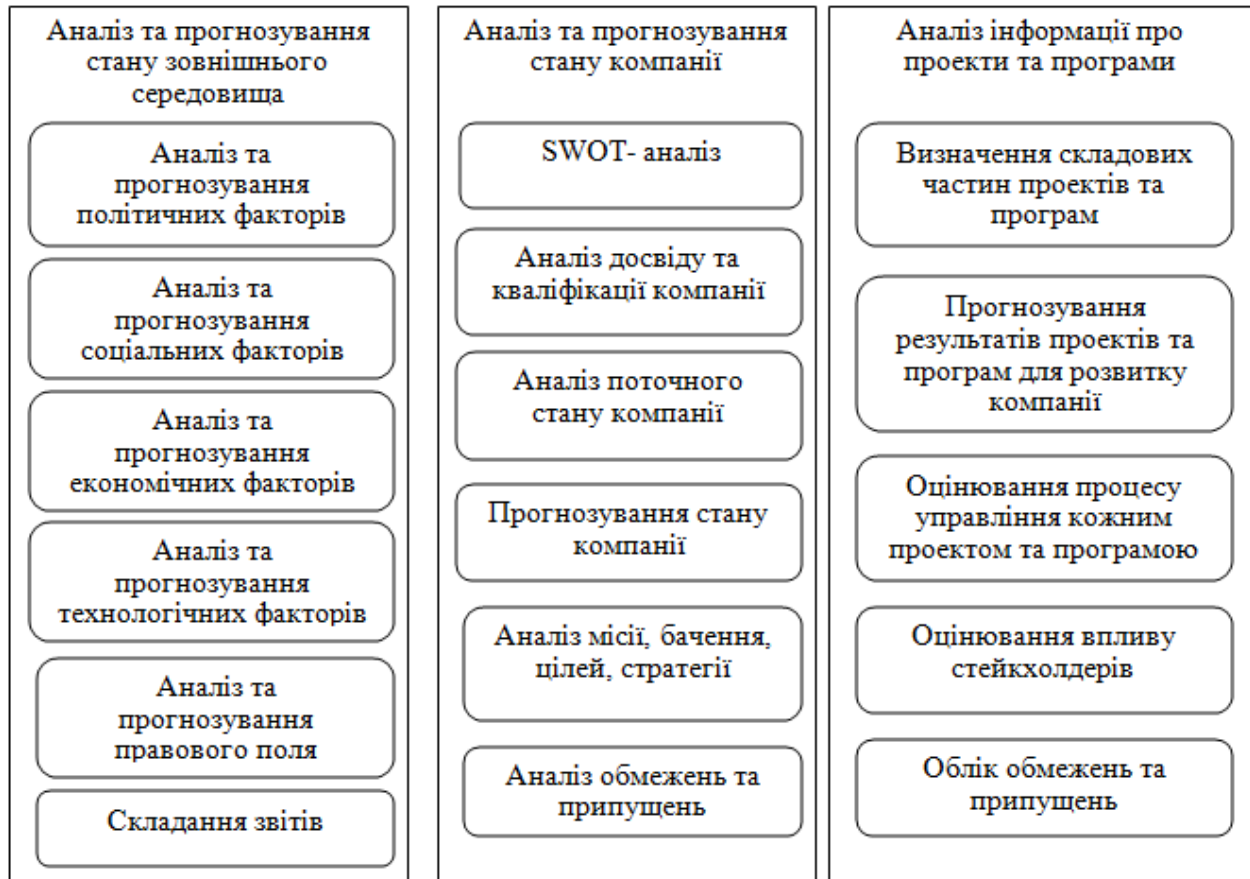 Аналіз та прогнозування
стану зовнішнього
середовища
Аналіз та
прогнозування
політичних факторів
Аналіз та
прогнозування
соціальних факторів
Аналіз та
прогнозування
економічних факторів
Аналіз та
прогнозування
технологічних факторів
Аналіз та
прогнозування
правового поля
Складання звітів
Аналіз та прогнозування
стану компанії
SWOT- аналіз
Аналіз досвіду та
кваліфікації компанії
Аналіз поточного
стану компанії
Прогнозування стану
компанії
Аналіз місії, бачення,
цілей, стратегії
Аналіз обмежень та
припущень
Аналіз інформації про
проекти та програми
Визначення складових
частин проектів та
програм
Прогнозування
результатів проектів та
програм для розвитку
компанії
Оцінювання процесу
управління кожним
проектом та програмою
Оцінювання впливу
стейкхолдерів
Облік обмежень та
припущень